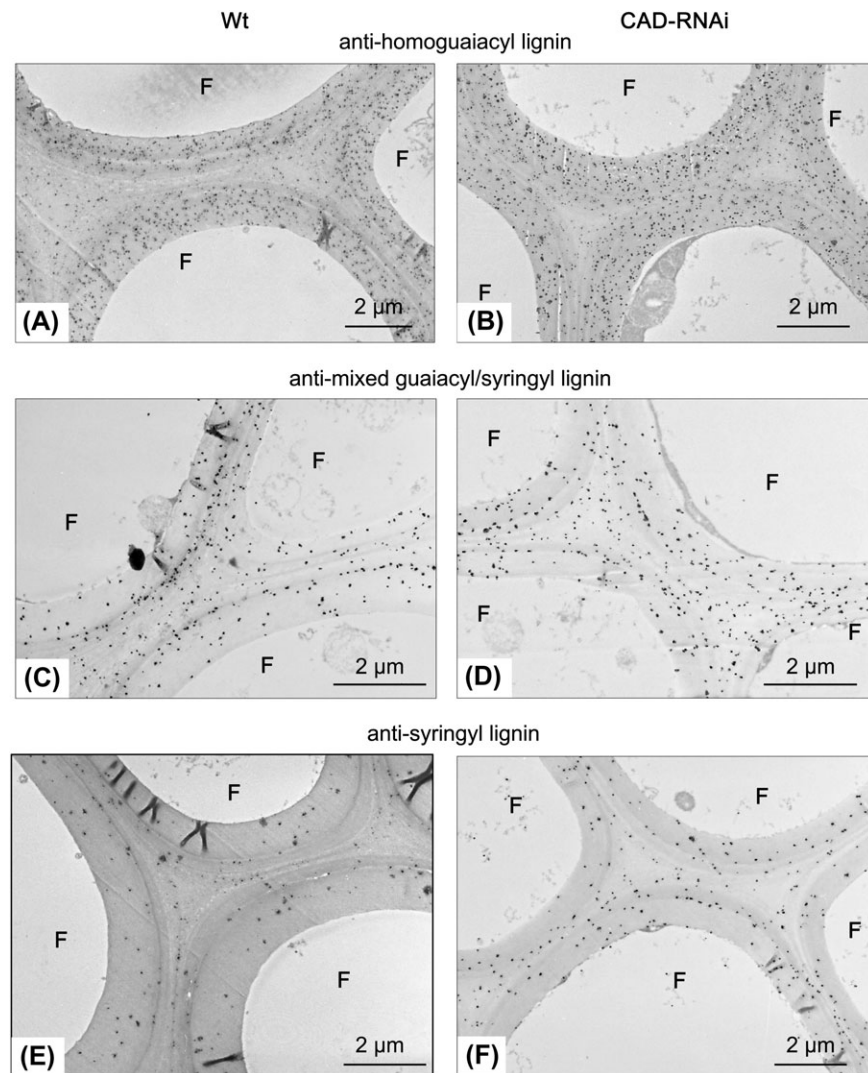 Wt CAD-RNAi
anti-homoguaiacyl lignin
F F
F F
F F
(A) 2 µm (B) 2 µm
anti-mixed guaiacyl/syringyl lignin
F F
F F
F F F
(C) 2 µm (D) 2 µm
anti-syringyl lignin
F F F
F F
F F
(E) 2 µm (F) 2 µm